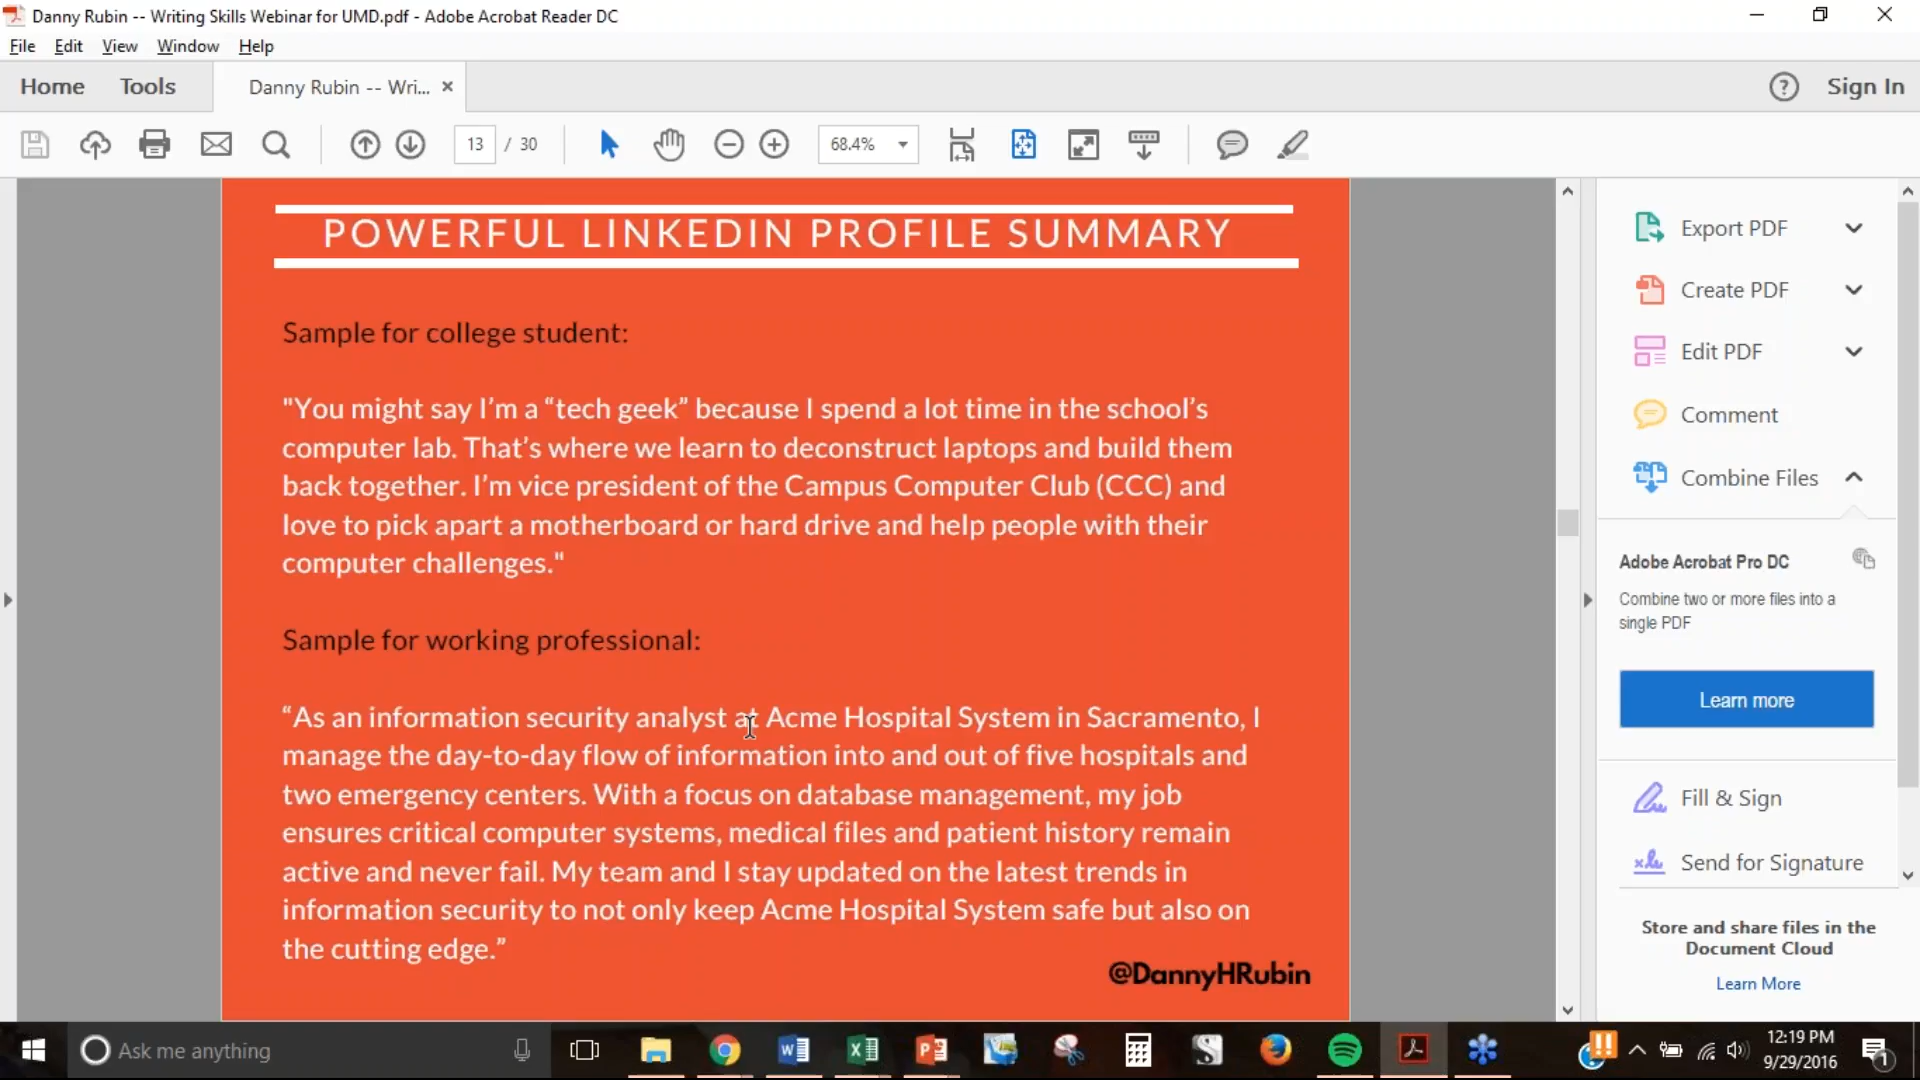 Danny Rubin -- Writing Skills Webinar for UMD.pdf - Adobe Acrobat Reader DC
File Edit View Window Help
Home Tools Danny Rubin -- Wri... × ? Sign In
13 / 30 68.4%
POWERFUL LINKEDIN PROFILE SUMMARY
Sample for college student:
"You might say I’m a “tech geek” because I spend a lot time in the school’s
computer lab. That’s where we learn to deconstruct laptops and build them
back together. I’m vice president of the Campus Computer Club (CCC) and
love to pick apart a motherboard or hard drive and help people with their
computer challenges."
Sample for working professional:
“As an information security analyst at Acme Hospital System in Sacramento, I
manage the day-to-day flow of information into and out of five hospitals and
two emergency centers. With a focus on database management, my job
ensures critical computer systems, medical files and patient history remain
active and never fail. My team and I stay updated on the latest trends in
information security to not only keep Acme Hospital System safe but also on
the cutting edge.”
@DannyHRubin
Export PDF
Create PDF
Edit PDF
Comment
Combine Files
Adobe Acrobat Pro DC
Combine two or more files into a
single PDF
Learn more
Fill & Sign
Send for Signature
Store and share files in the
Document Cloud
Learn More
Ask me anything
12:19 PM
9/29/2016
1